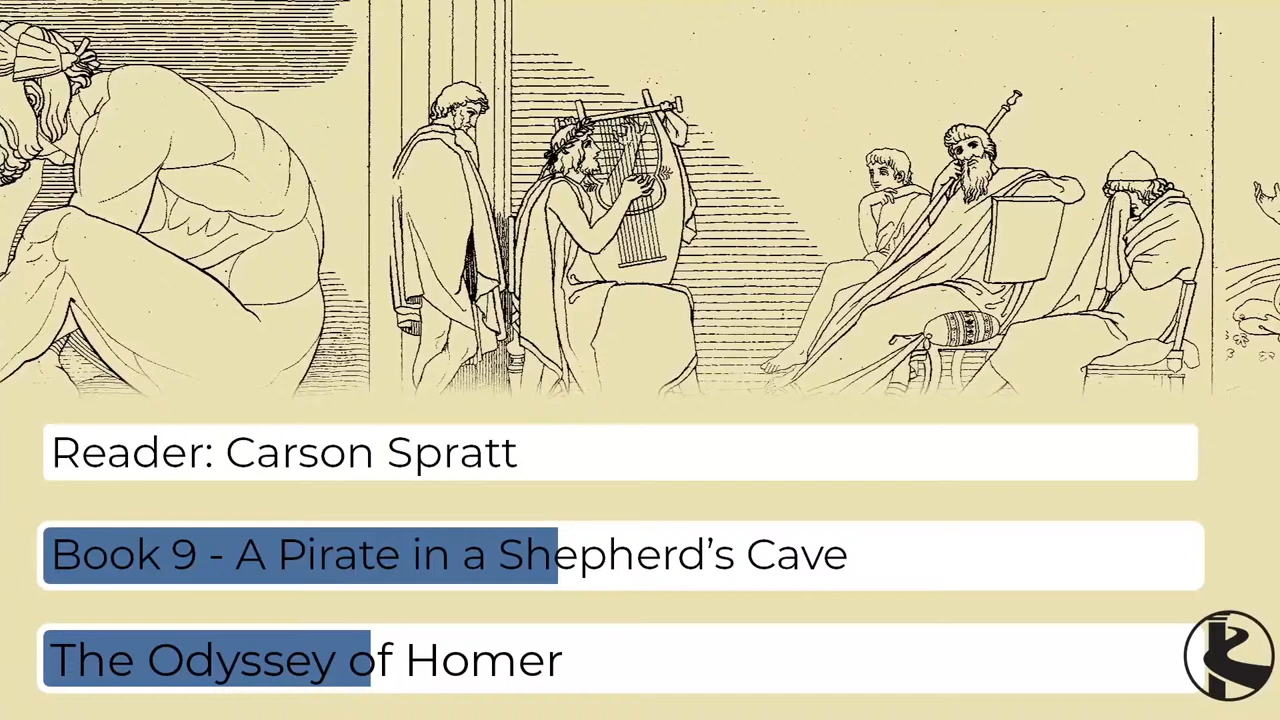 Reader: Carson Spratt
Book 9 - A Pirate in a Shepherd’s Cave
The Odyssey of Homer